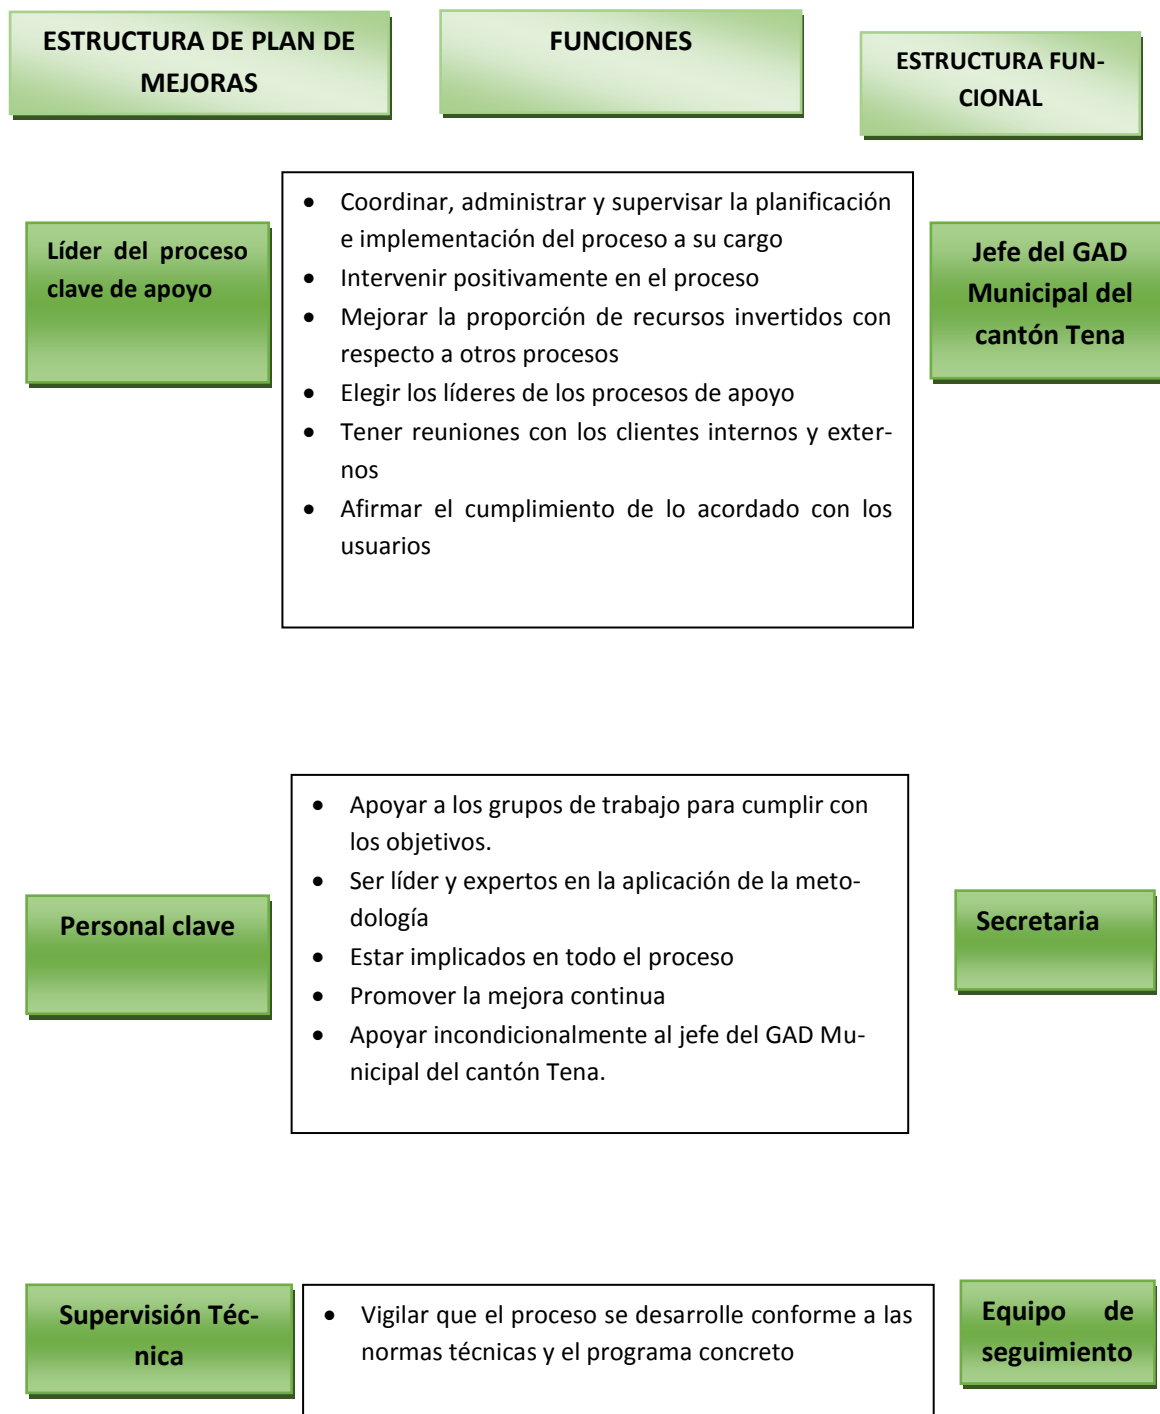 ESTRUCTURA DE PLAN DE
MEJORAS
FUNCIONES
ESTRUCTURA FUN-
CIONAL
Líder del proceso
clave de apoyo
• Coordinar, administrar y supervisar la planificación
e implementación del proceso a su cargo
• Intervenir positivamente en el proceso
• Mejorar la proporción de recursos invertidos con
respecto a otros procesos
• Elegir los líderes de los procesos de apoyo
• Tener reuniones con los clientes internos y exter-
nos
• Afirmar el cumplimiento de lo acordado con los
usuarios
Jefe del GAD
Municipal del
cantón Tena
Personal clave
• Apoyar a los grupos de trabajo para cumplir con
los objetivos.
• Ser líder y expertos en la aplicación de la meto-
dología
• Estar implicados en todo el proceso
• Promover la mejora continua
• Apoyar incondicionalmente al jefe del GAD Mu-
nicipal del cantón Tena.
Secretaria
Supervisión Téc-
nica
• Vigilar que el proceso se desarrolle conforme a las
normas técnicas y el programa concreto
Equipo de
seguimiento